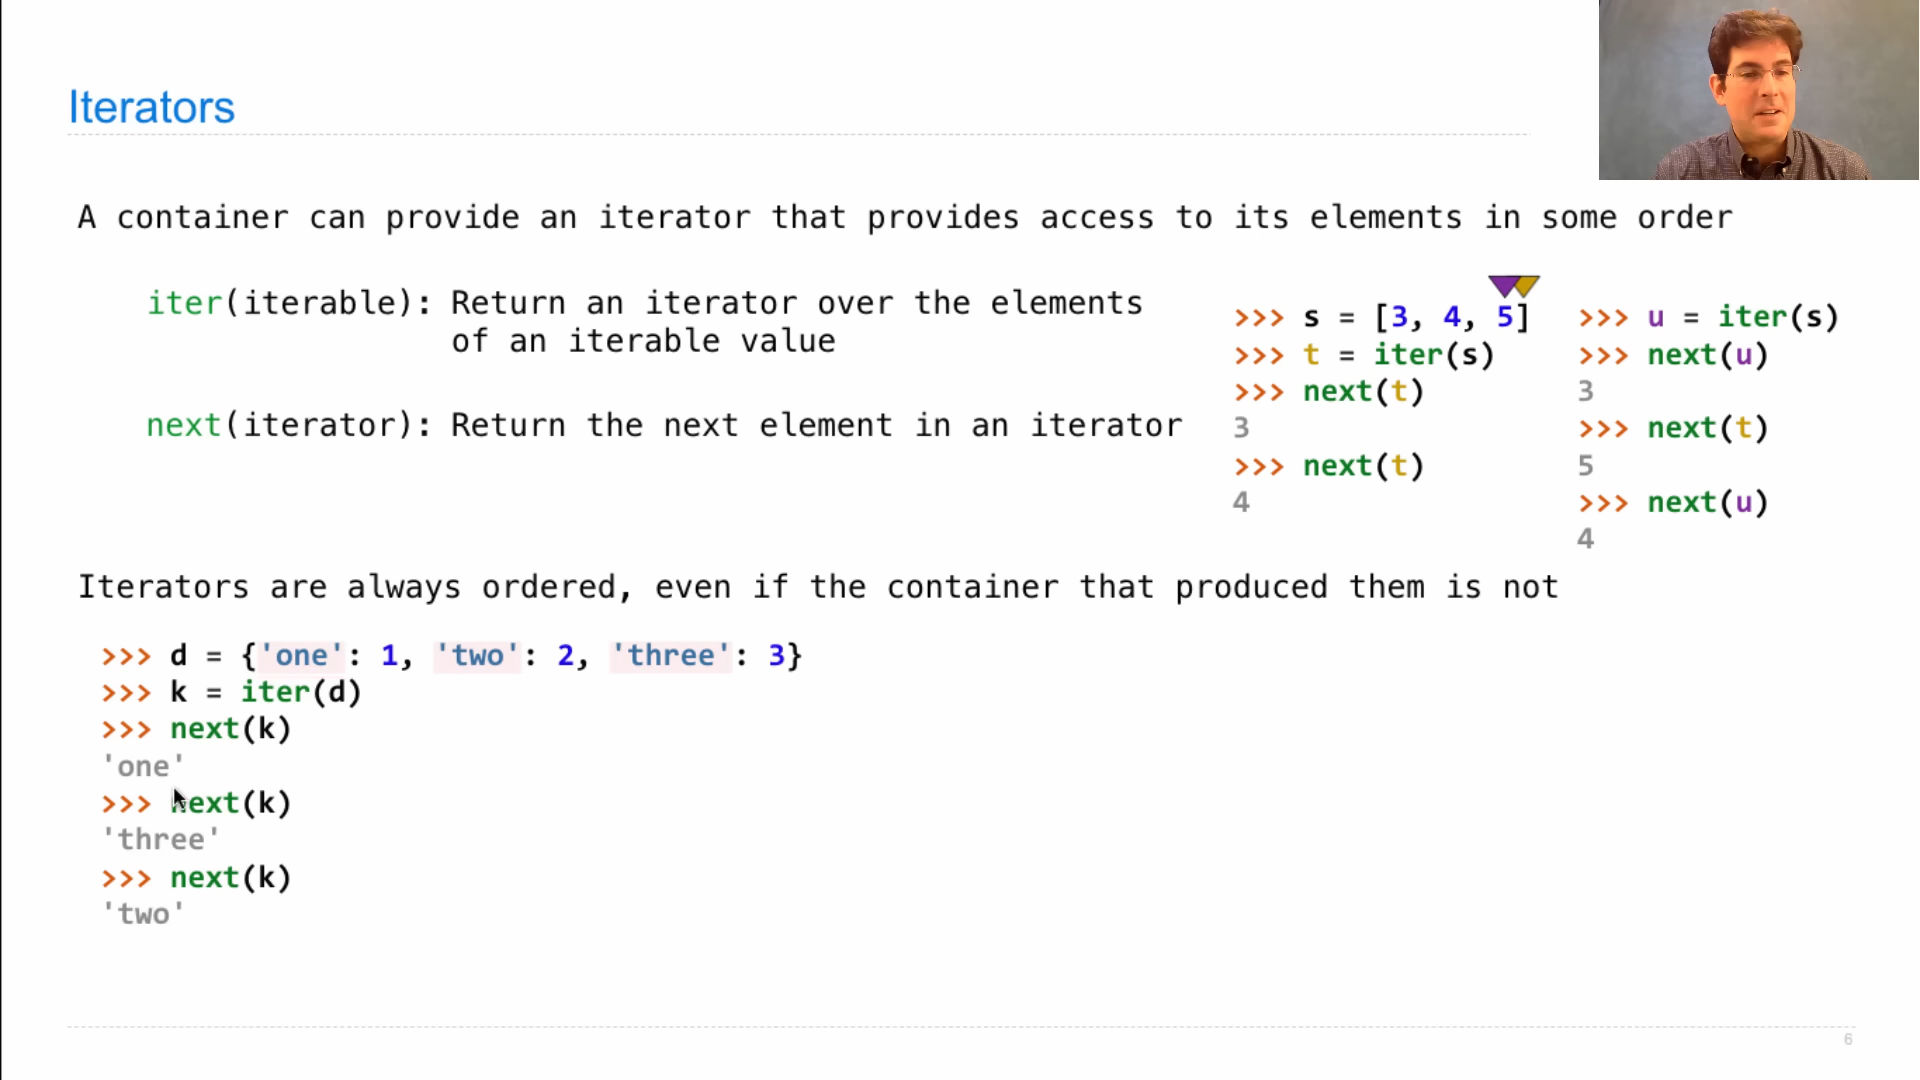 Iterators
A container can provide an iterator that provides access to its elements in some order
iter(iterable): Return an iterator over the elements
of an iterable value
next(iterator): Return the next element in an iterator
>>> s = [3, 4, 5]
>>> t = iter(s)
>>> next(t)
3
>>> next(t)
4
>>> u = iter(s)
>>> next(u)
3
>>> next(t)
5
>>> next(u)
4
Iterators are always ordered, even if the container that produced them is not
>>> d = {'one': 1, 'two': 2, 'three': 3}
>>> k = iter(d)
>>> next(k)
'one'
>>> next(k)
'three'
>>> next(k)
'two'
6